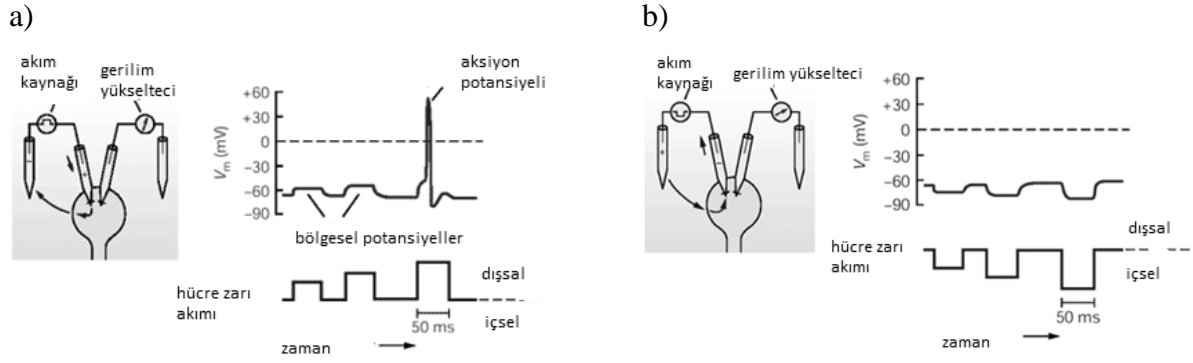 a)
akım
kaynağı
gerilim
yükselteci
aksiyon
potansiyeli
+60
+30
0
−30
−60
−90
Vm (mV)
bölgesel potansiyeller
hücre zarı
akımı
dışsal
içsel
50 ms
zaman
b)
akım
kaynağı
gerilim yükselteci
+60
+30
0
−30
−60
−90
Vm (mV)
hücre zarı
akımı
dışsal
içsel
50 ms
zaman